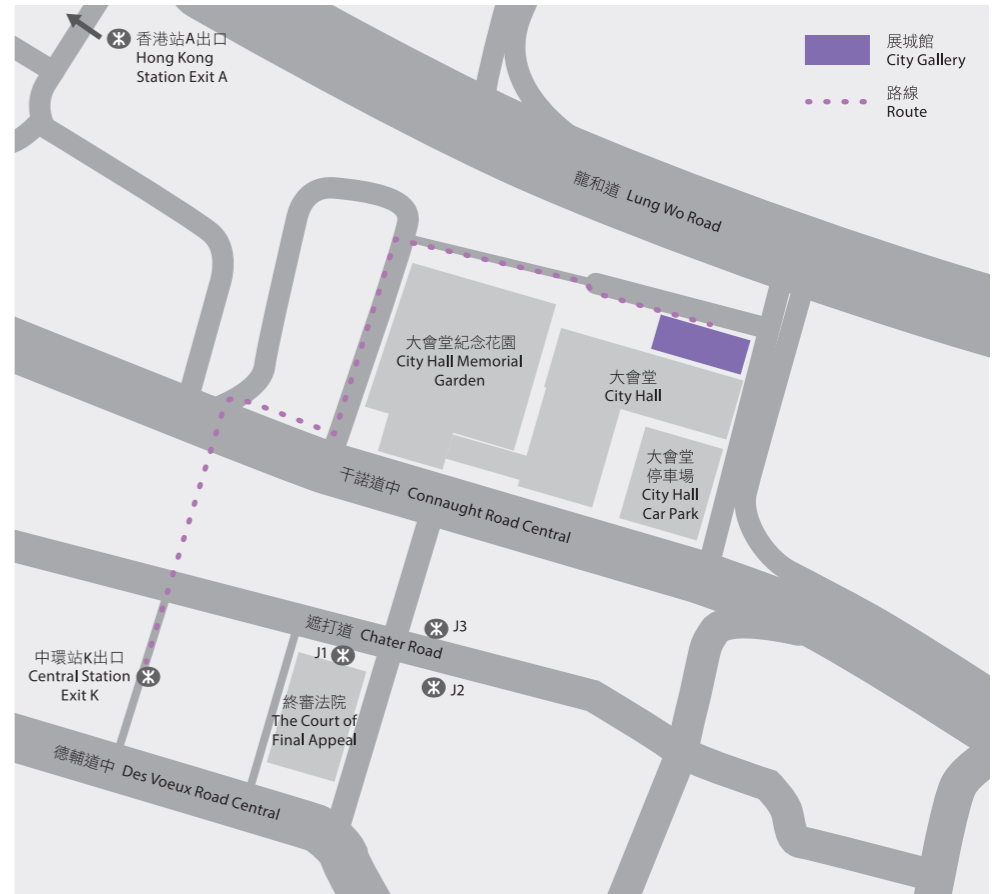 香港站A出口
Hong Kong
Station Exit A
展城館
City Gallery
路線
Route
龍和道 Lung Wo Road
大會堂紀念花園
City Hall Memorial
Garden
大會堂
City Hall
大會堂
停車場
City Hall
Car Park
干諾道中 Connaught Road Central
遮打道 Chater Road
J3
J1
J2
中環站K出口
Central Station
Exit K
終審法院
The Court of
Final Appeal
德輔道中 Des Voeux Road Central